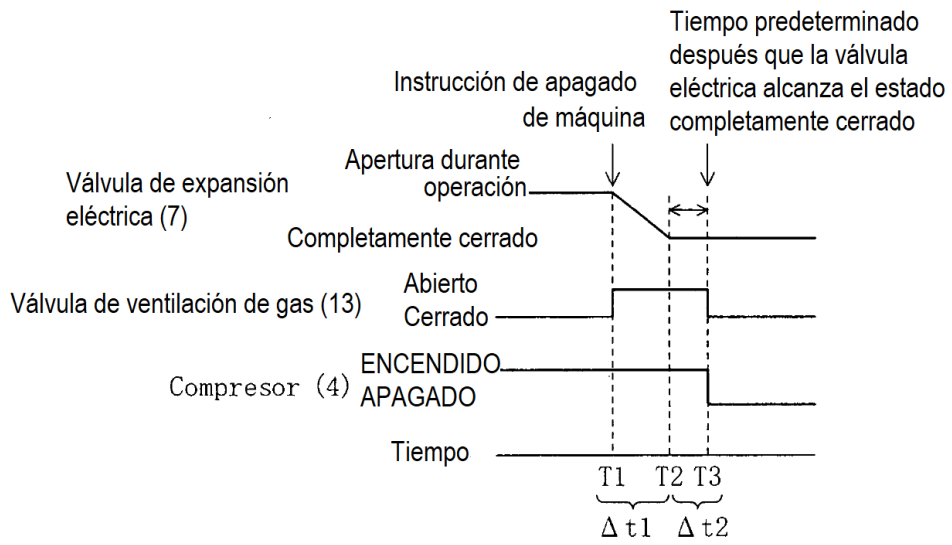 Tiempo predeterminado
después que la válvula
eléctrica alcanza el estado
completamente cerrado
Instrucción de apagado
de máquina
Válvula de expansión
eléctrica (7)
Apertura durante
operación
Completamente cerrado
Válvula de ventilación de gas (13)
Abierto
Cerrado
Compresor (4)
ENCENDIDO
APAGADO
Tiempo
T1 T2 T3
Δt1 Δt2